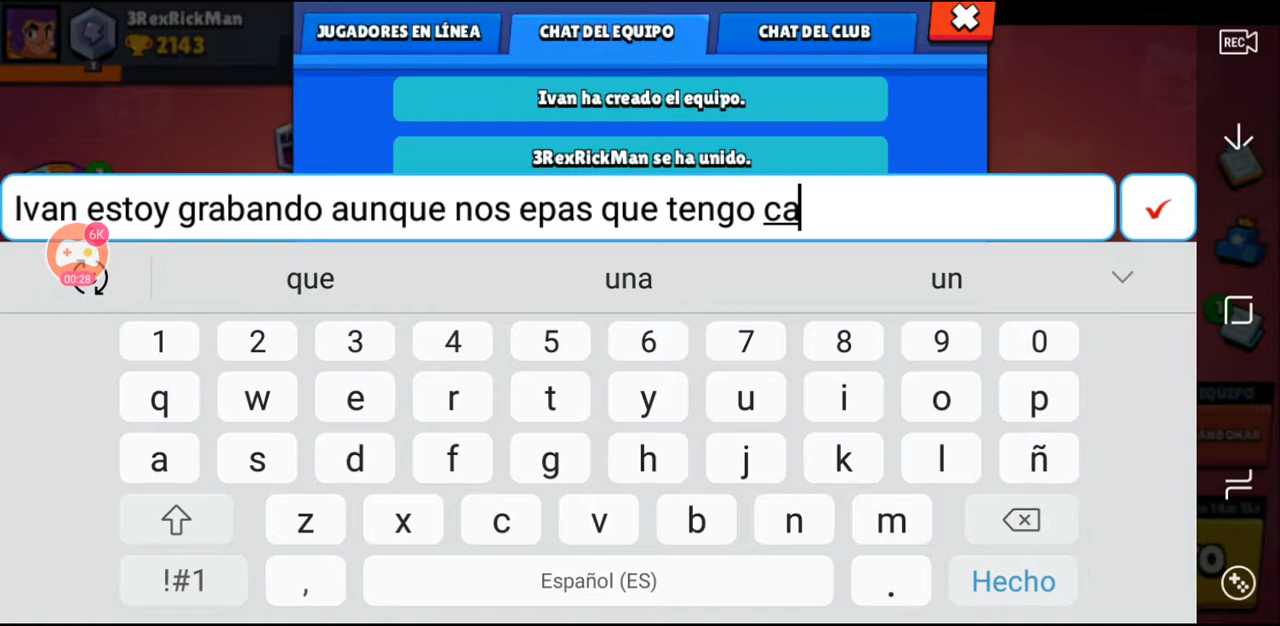 3RexRickMan
2143
1
JUGADORES EN LÍNEA
CHAT DEL EQUIPO
CHAT DEL CLUB
REC
Ivan ha creado el equipo.
3RexRickMan se ha unido.
Ivan estoy grabando aunque nos epas que tengo ca
6K
00:28
que
una
un
1 2 3 4 5 6 7 8 9 0
q w e r t y u i o p
a s d f g h j k l ñ
z x c v b n m
!#1 , Español (ES) . Hecho